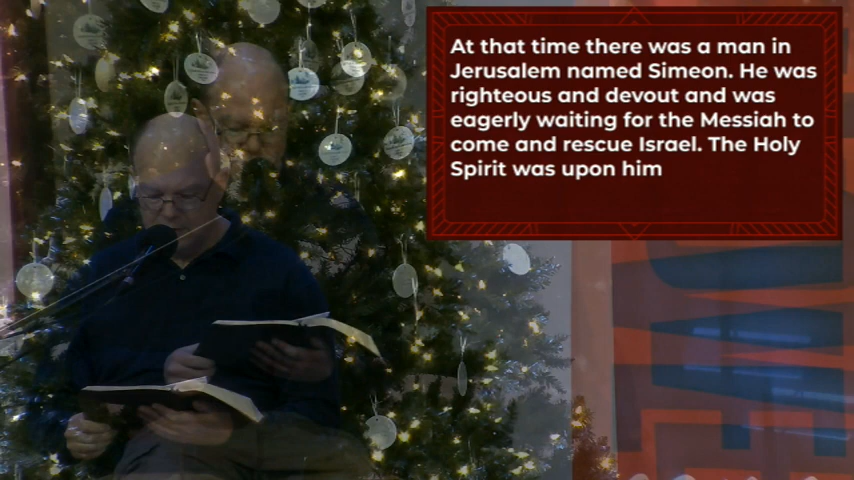 At that time there was a man in
Jerusalem named Simeon. He was
righteous and devout and was
eagerly waiting for the Messiah to
come and rescue Israel. The Holy
Spirit was upon him